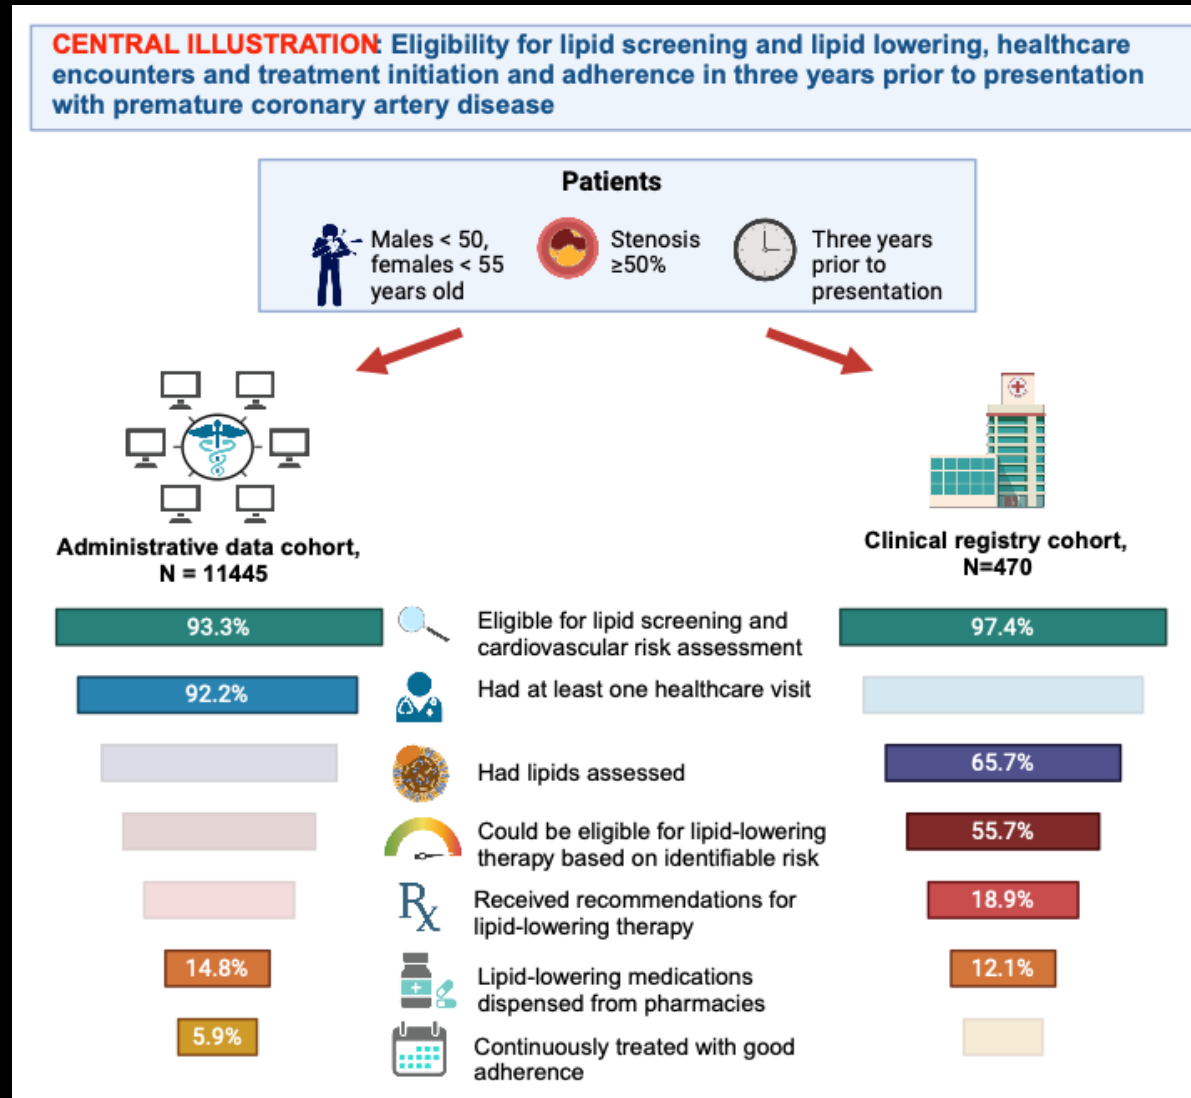 CENTRAL ILLUSTRATION: Eligibility for lipid screening and lipid lowering, healthcare
encounters and treatment initiation and adherence in three years prior to presentation
with premature coronary artery disease
Patients
Males < 50,
females < 55
years old
Stenosis
≥50%
Three years
prior to
presentation
Administrative data cohort,
N = 11445
Clinical registry cohort,
N=470
93.3%
Eligible for lipid screening and
cardiovascular risk assessment
97.4%
92.2%
Had at least one healthcare visit
Had lipids assessed
65.7%
Could be eligible for lipid-lowering
therapy based on identifiable risk
55.7%
Rx
Received recommendations for
lipid-lowering therapy
18.9%
14.8%
Lipid-lowering medications
dispensed from pharmacies
12.1%
5.9%
Continuously treated with good
adherence